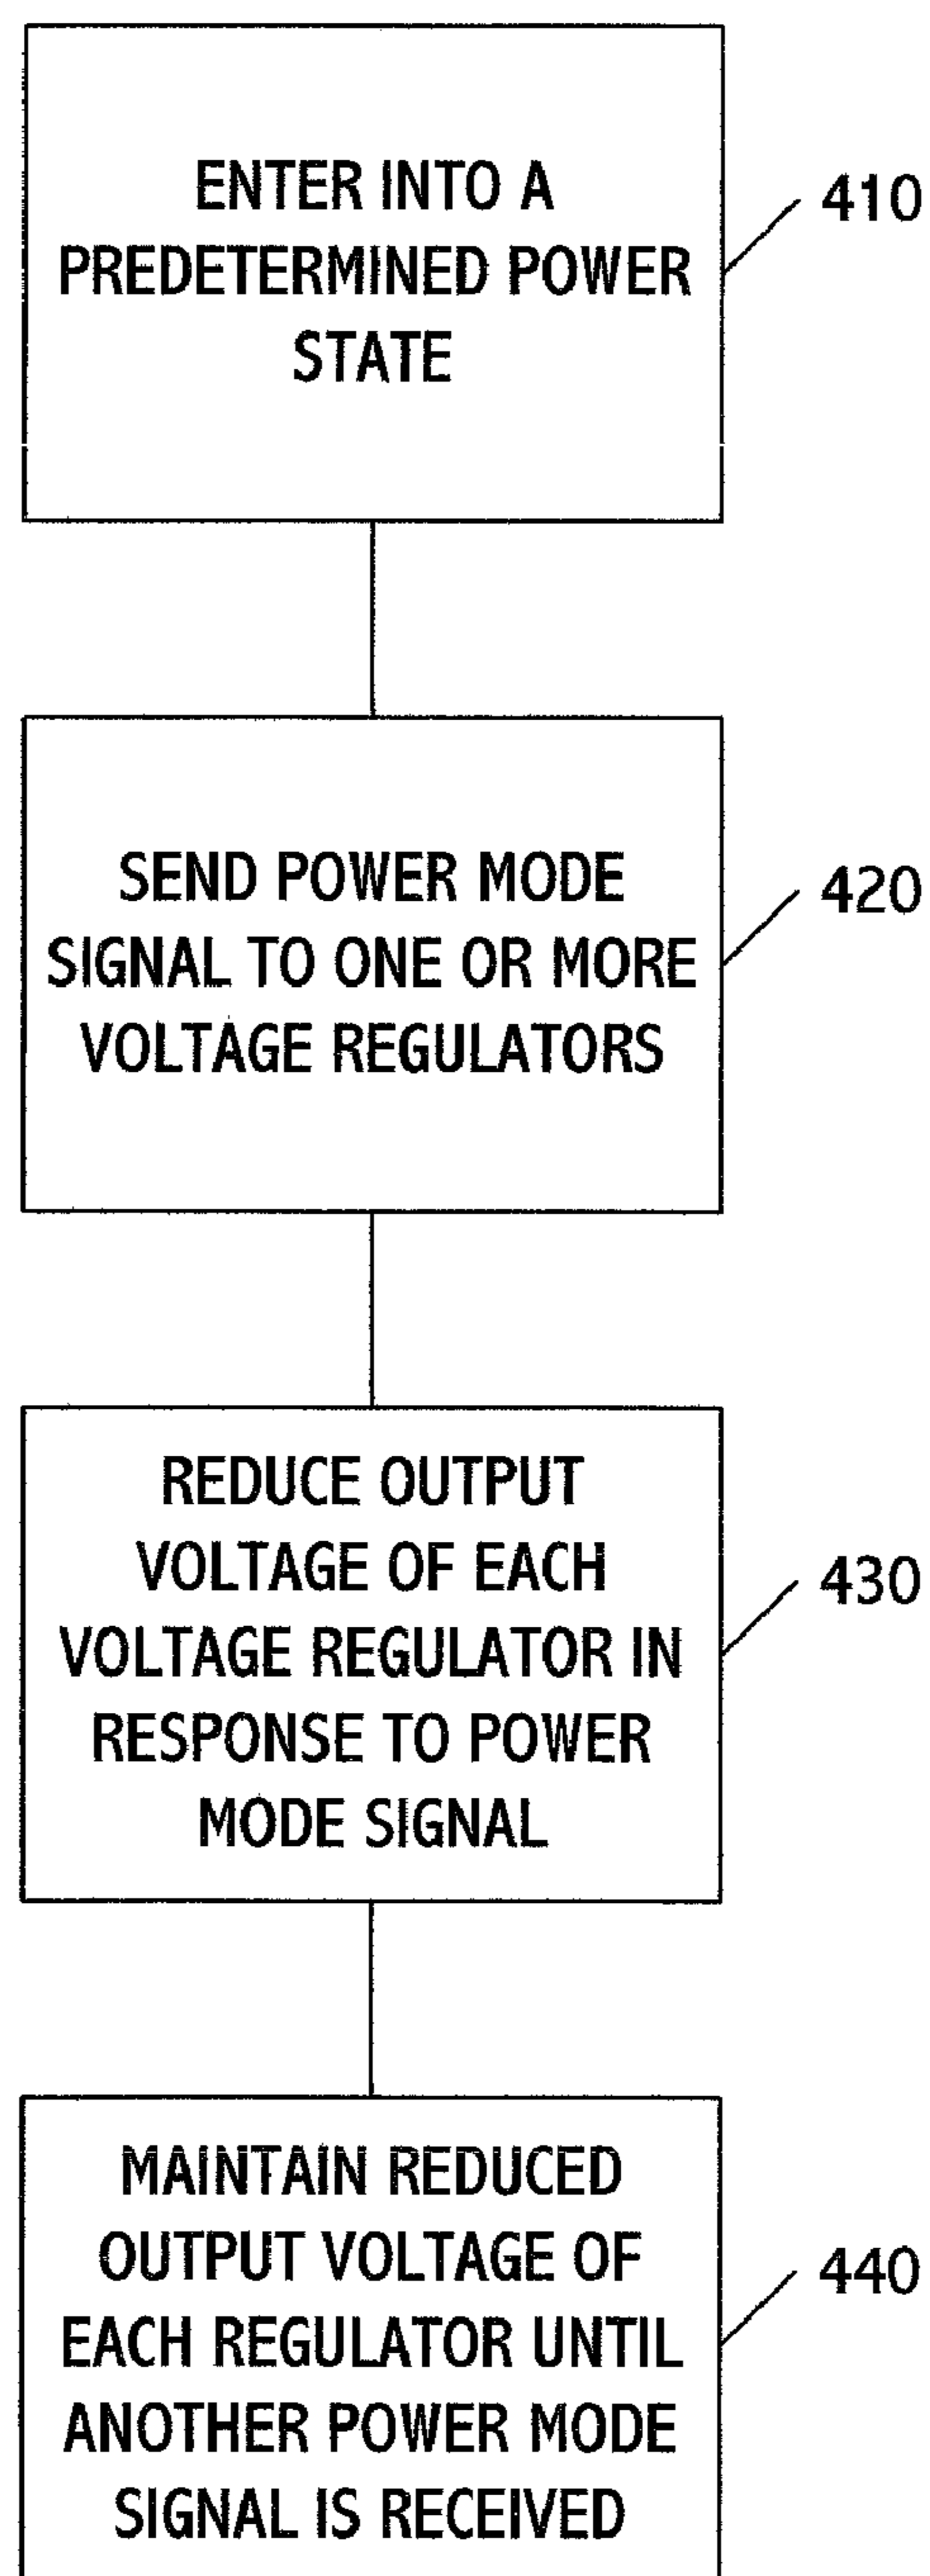 ENTER INTO A
PREDETERMINED POWER
STATE
410
SEND POWER MODE
SIGNAL TO ONE OR MORE
VOLTAGE REGULATORS
420
REDUCE OUTPUT
VOLTAGE OF EACH
VOLTAGE REGULATOR IN
RESPONSE TO POWER
MODE SIGNAL
430
MAINTAIN REDUCED
OUTPUT VOLTAGE OF
EACH REGULATOR UNTIL
ANOTHER POWER MODE
SIGNAL IS RECEIVED
440